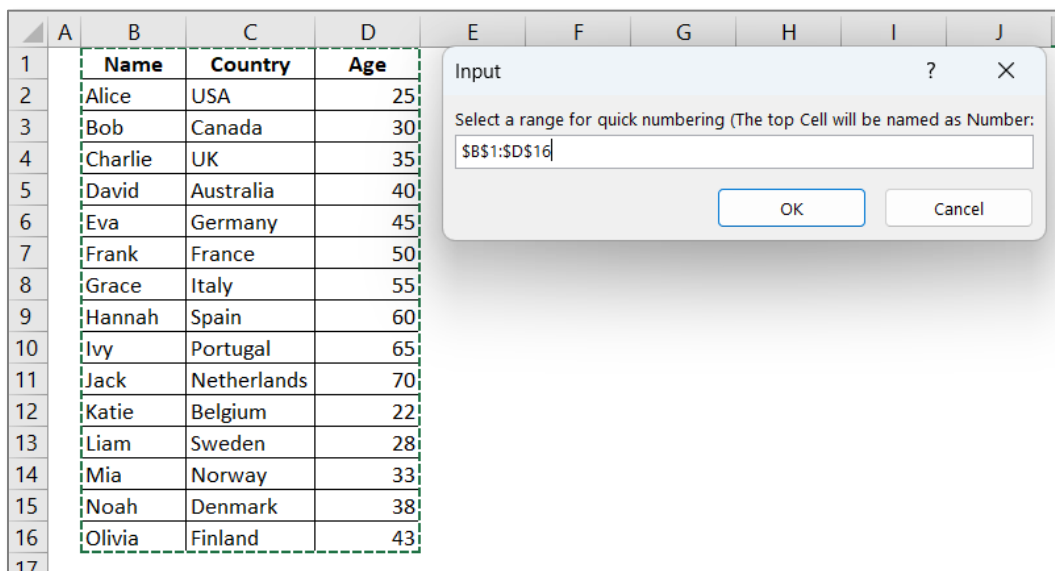 A B C D E F G H I J
1 Name Country Age
2 Alice USA 25
3 Bob Canada 30
4 Charlie UK 35
5 David Australia 40
6 Eva Germany 45
7 Frank France 50
8 Grace Italy 55
9 Hannah Spain 60
10 Ivy Portugal 65
11 Jack Netherlands 70
12 Katie Belgium 22
13 Liam Sweden 28
14 Mia Norway 33
15 Noah Denmark 38
16 Olivia Finland 43
17
Input ?
Select a range for quick numbering (The top Cell will be named as Number:
$B$1:$D$16
OK Cancel